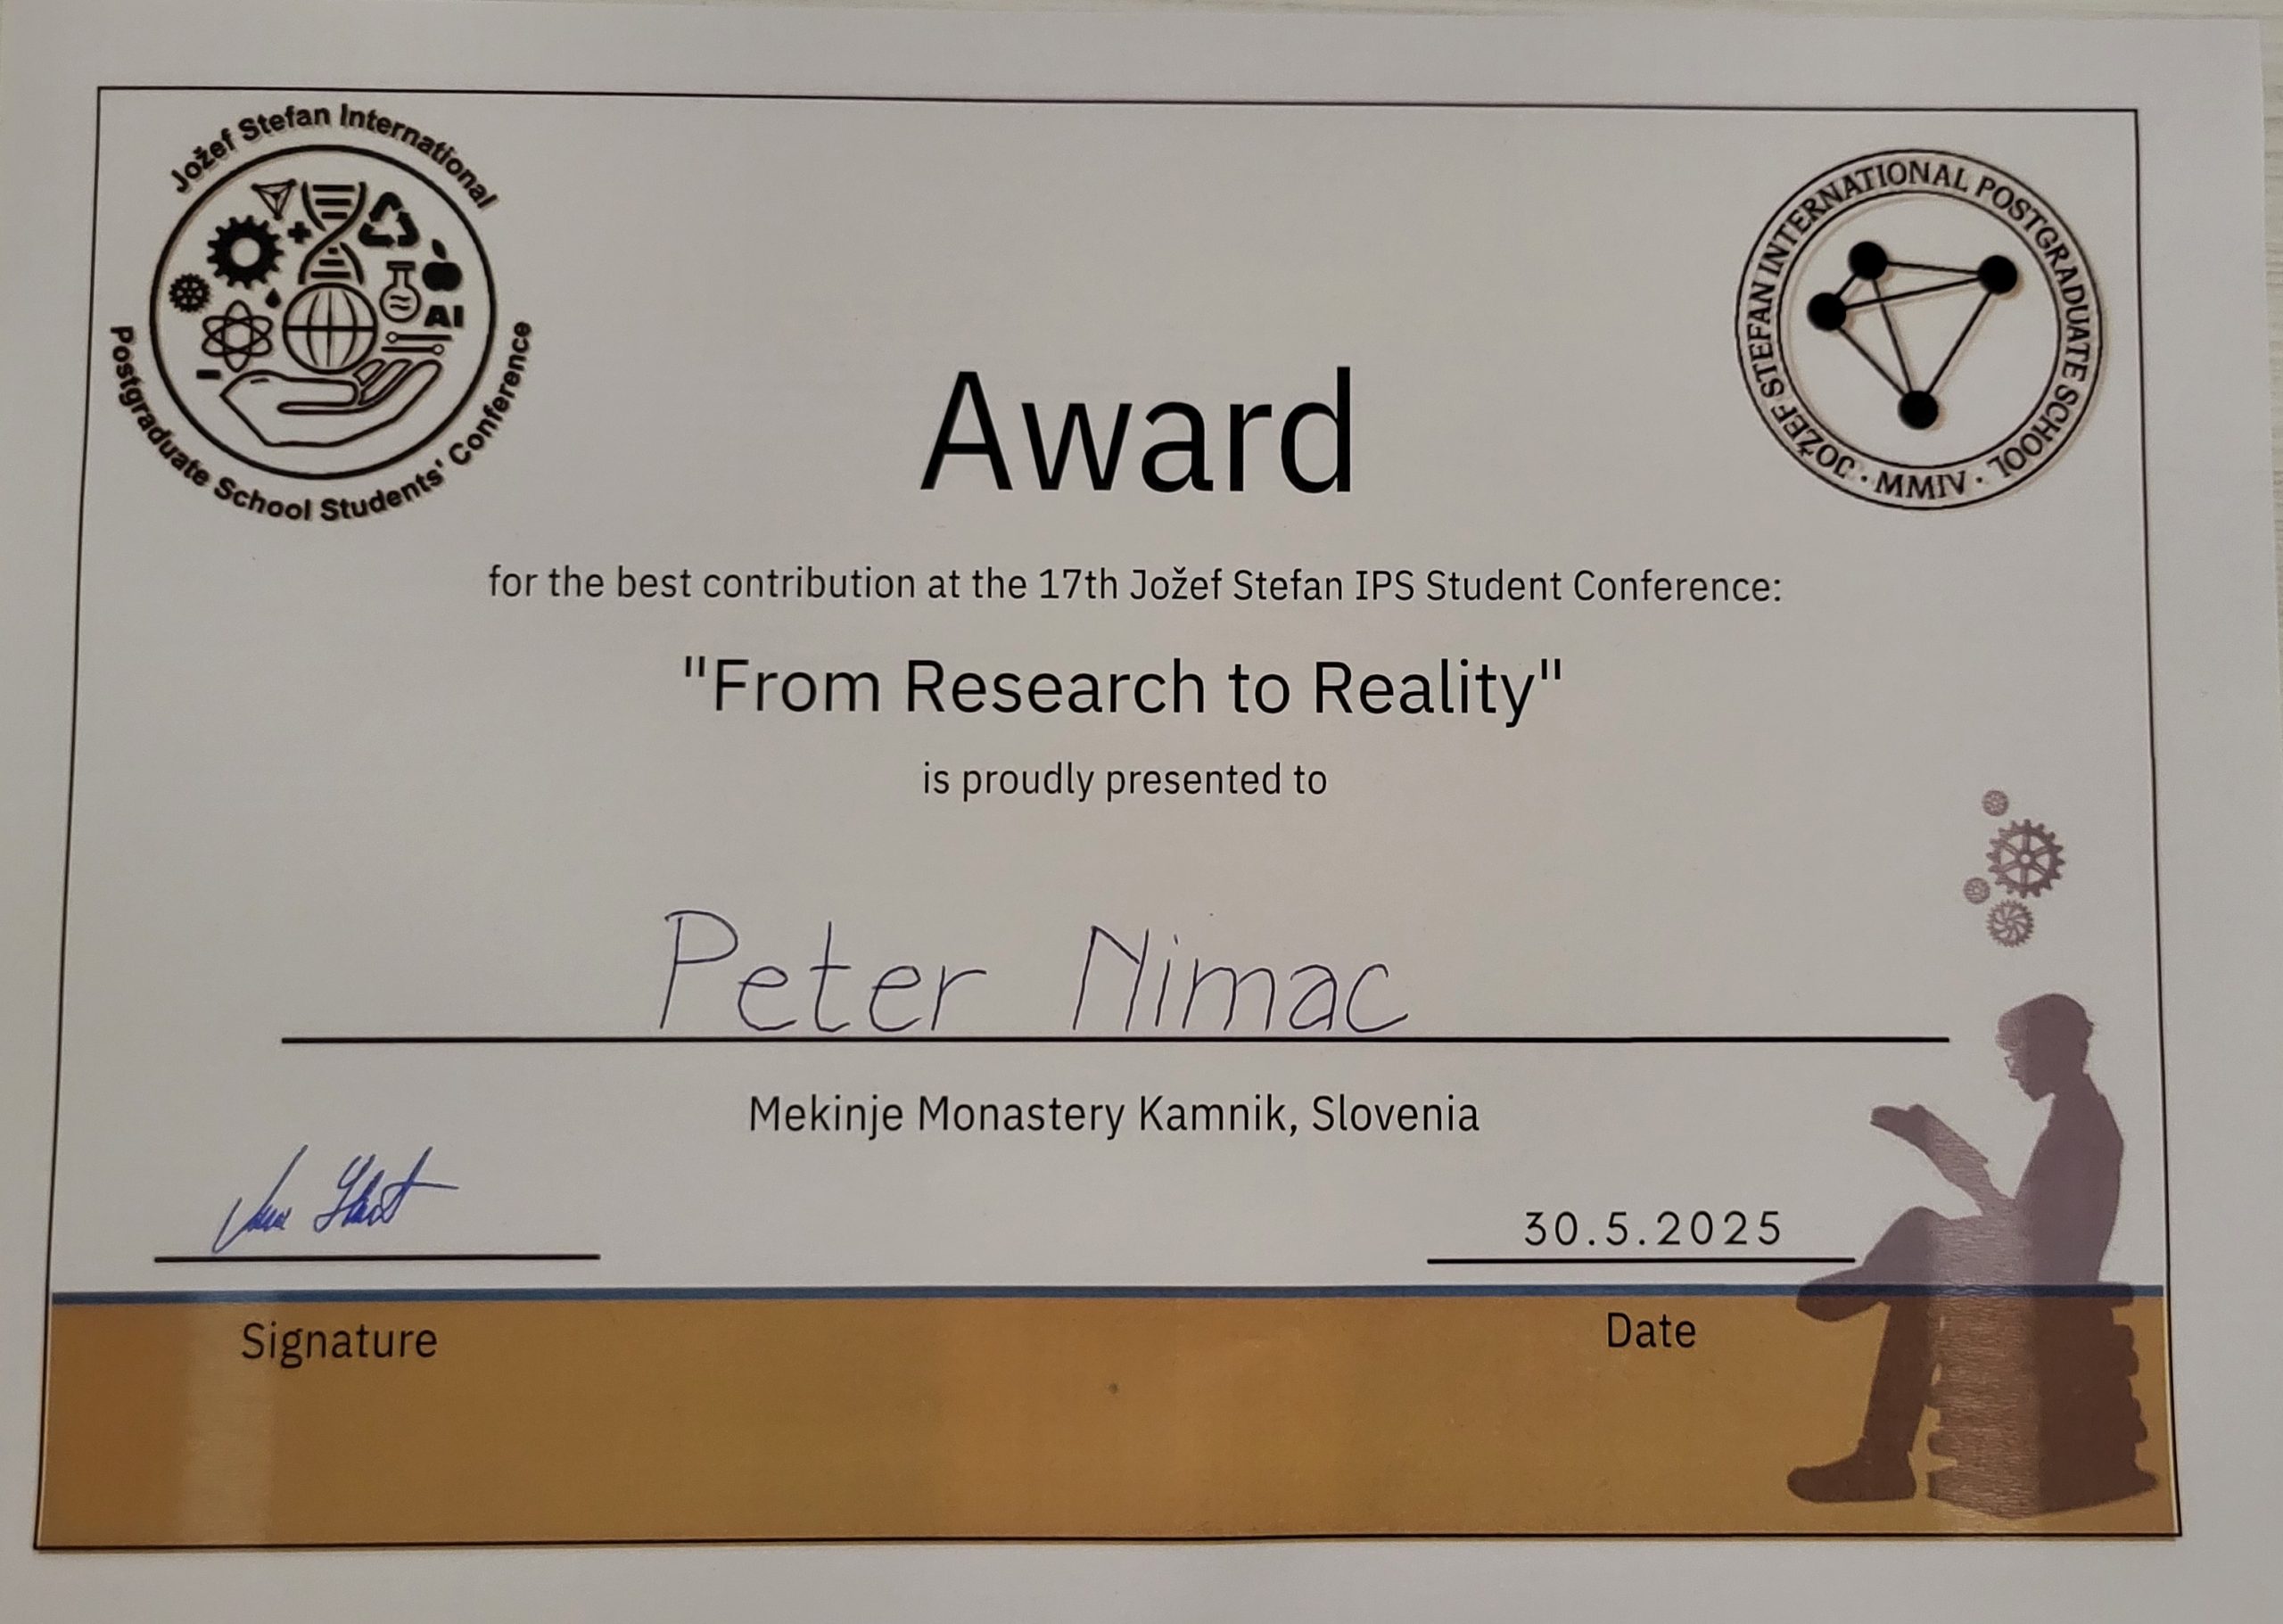 Jožef Stefan International
Postgraduate School Students' Conference
AI
JOŽEF STEFAN INTERNATIONAL POSTGRADUATE SCHOOL · MMIV ·
Award
for the best contribution at the 17th Jožef Stefan IPS Student Conference:
"From Research to Reality"
is proudly presented to
Peter Nimac
Mekinje Monastery Kamnik, Slovenia
30.5.2025
Signature
Date